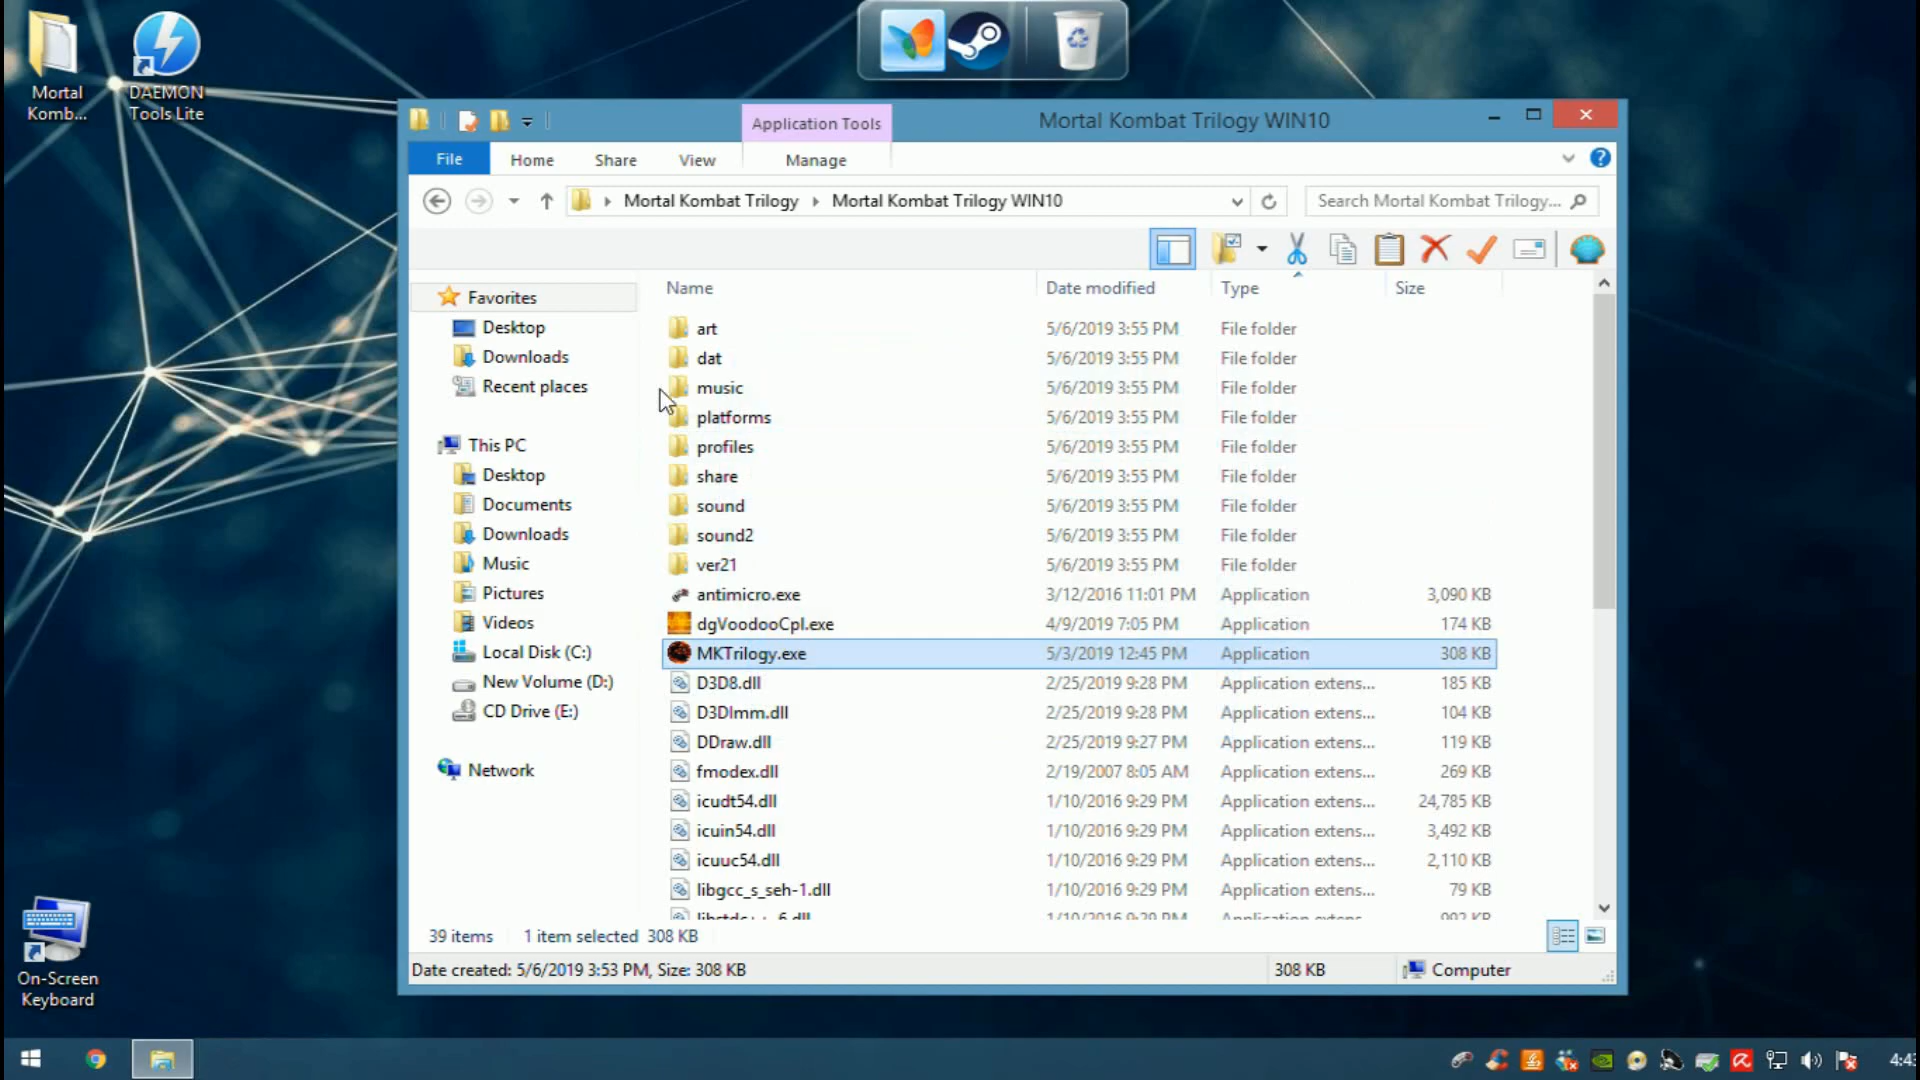 Mortal
Komb...
DAEMON
Tools Lite
Application Tools
Mortal Kombat Trilogy WIN10
File
Home
Share
View
Manage
Mortal Kombat Trilogy
Mortal Kombat Trilogy WIN10
Search Mortal Kombat Trilogy...
Favorites
Desktop
Downloads
Recent places
This PC
Desktop
Documents
Downloads
Music
Pictures
Videos
Local Disk (C:)
New Volume (D:)
CD Drive (E:)
Network
Name Date modified Type Size
art 5/6/2019 3:55 PM File folder
dat 5/6/2019 3:55 PM File folder
music 5/6/2019 3:55 PM File folder
platforms 5/6/2019 3:55 PM File folder
profiles 5/6/2019 3:55 PM File folder
share 5/6/2019 3:55 PM File folder
sound 5/6/2019 3:55 PM File folder
sound2 5/6/2019 3:55 PM File folder
ver21 5/6/2019 3:55 PM File folder
antimicro.exe 3/12/2016 11:01 PM Application 3,090 KB
dgVoodooCpl.exe 4/9/2019 7:05 PM Application 174 KB
MKTrilogy.exe 5/3/2019 12:45 PM Application 308 KB
D3D8.dll 2/25/2019 9:28 PM Application extens... 185 KB
D3DImm.dll 2/25/2019 9:28 PM Application extens... 104 KB
DDraw.dll 2/25/2019 9:27 PM Application extens... 119 KB
fmodex.dll 2/19/2007 8:05 AM Application extens... 269 KB
icudt54.dll 1/10/2016 9:29 PM Application extens... 24,785 KB
icuin54.dll 1/10/2016 9:29 PM Application extens... 3,492 KB
icuuc54.dll 1/10/2016 9:29 PM Application extens... 2,110 KB
libgcc_s_seh-1.dll 1/10/2016 9:29 PM Application extens... 79 KB
1/10/2016 9:29 PM Application extens...
39 items 1 item selected 308 KB
Date created: 5/6/2019 3:53 PM, Size: 308 KB
308 KB
Computer
On-Screen
Keyboard
4:43